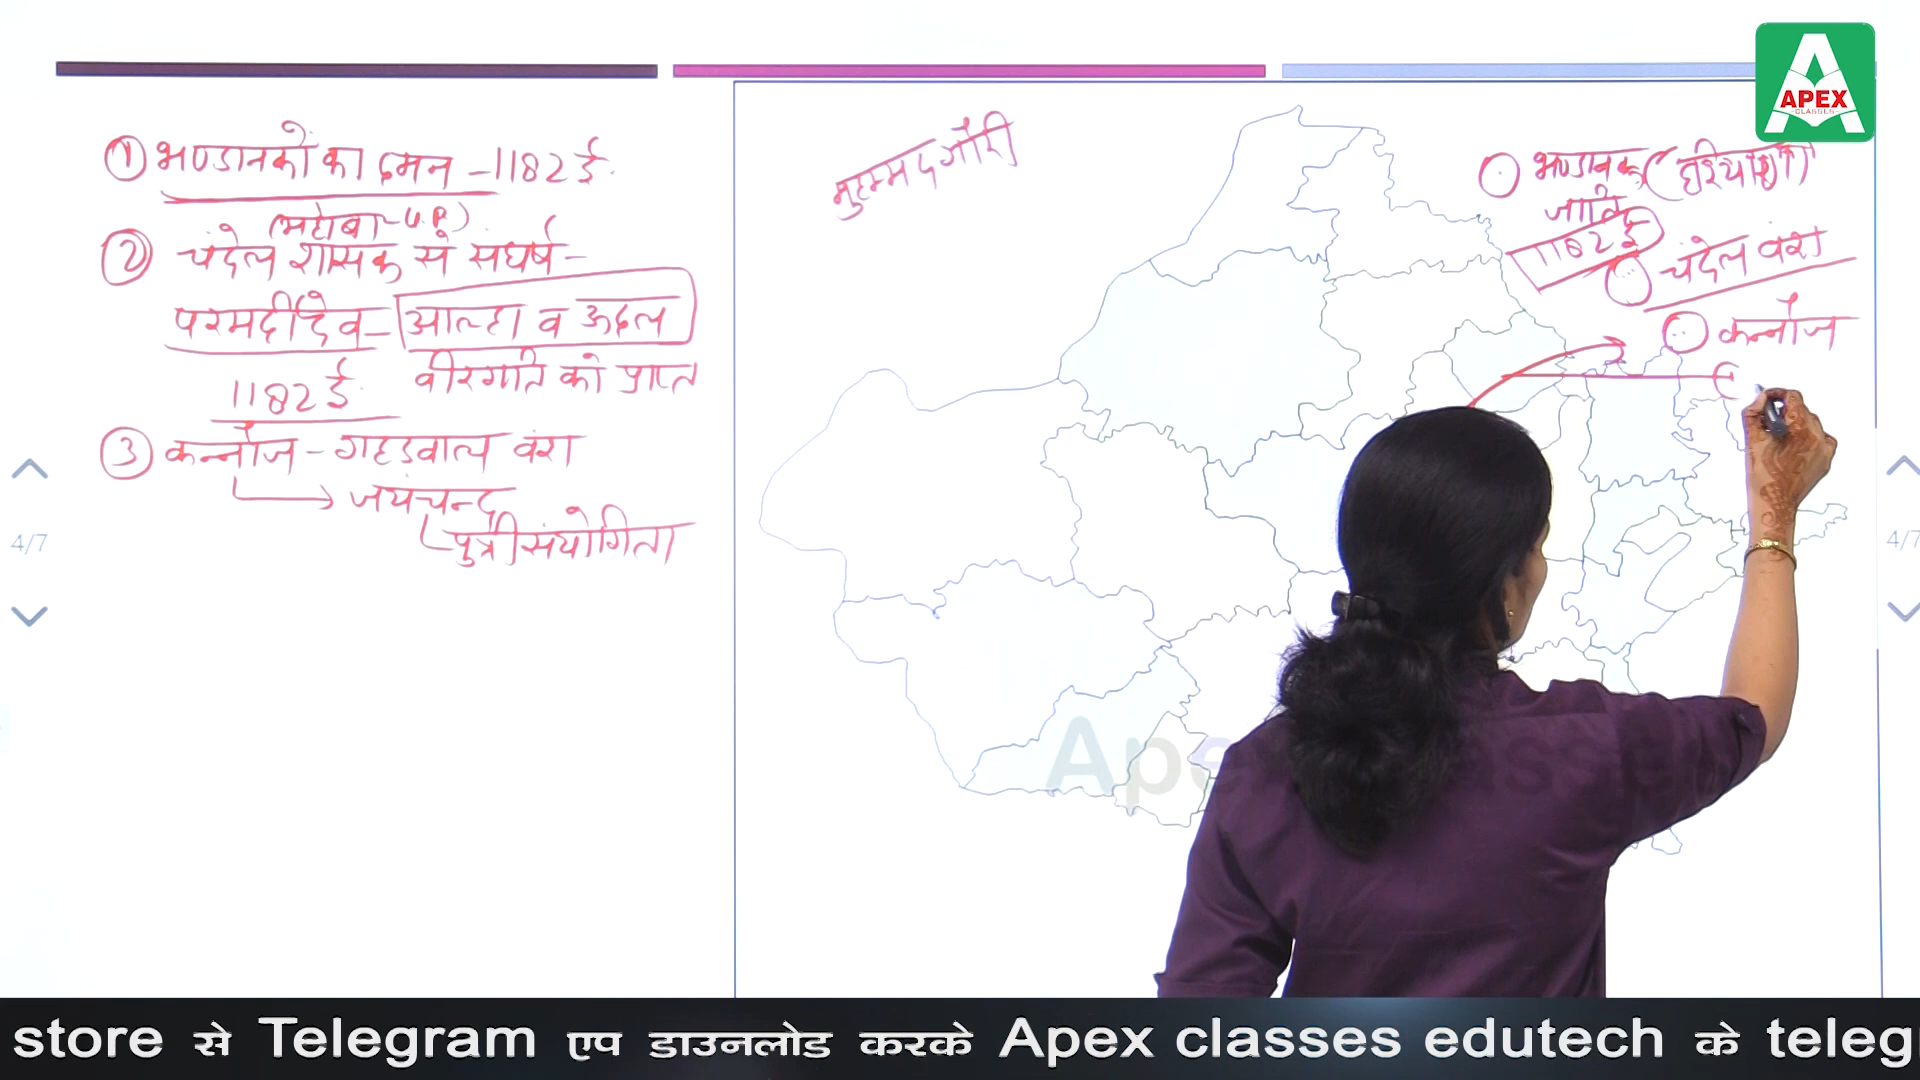 ① भण्डानकों का दमन - 1182 ई.
(महोबा - U.P.)
② चंदेल शासक से संघर्ष -
परमर्दीदेव - आल्हा व ऊदल
1182 ई. वीरगति को प्राप्त
③ कन्नौज - गहडवाल वंश
जयचन्द्र
पुत्री संयोगिता
मुहम्मद गौरी
भण्डानक (हरियाणा)
जाति
1182 ई
चंदेल वंश
कन्नौज
APEX
CLASSES
4/7
4/7
store से Telegram एप डाउनलोड करके Apex classes edutech के teleg